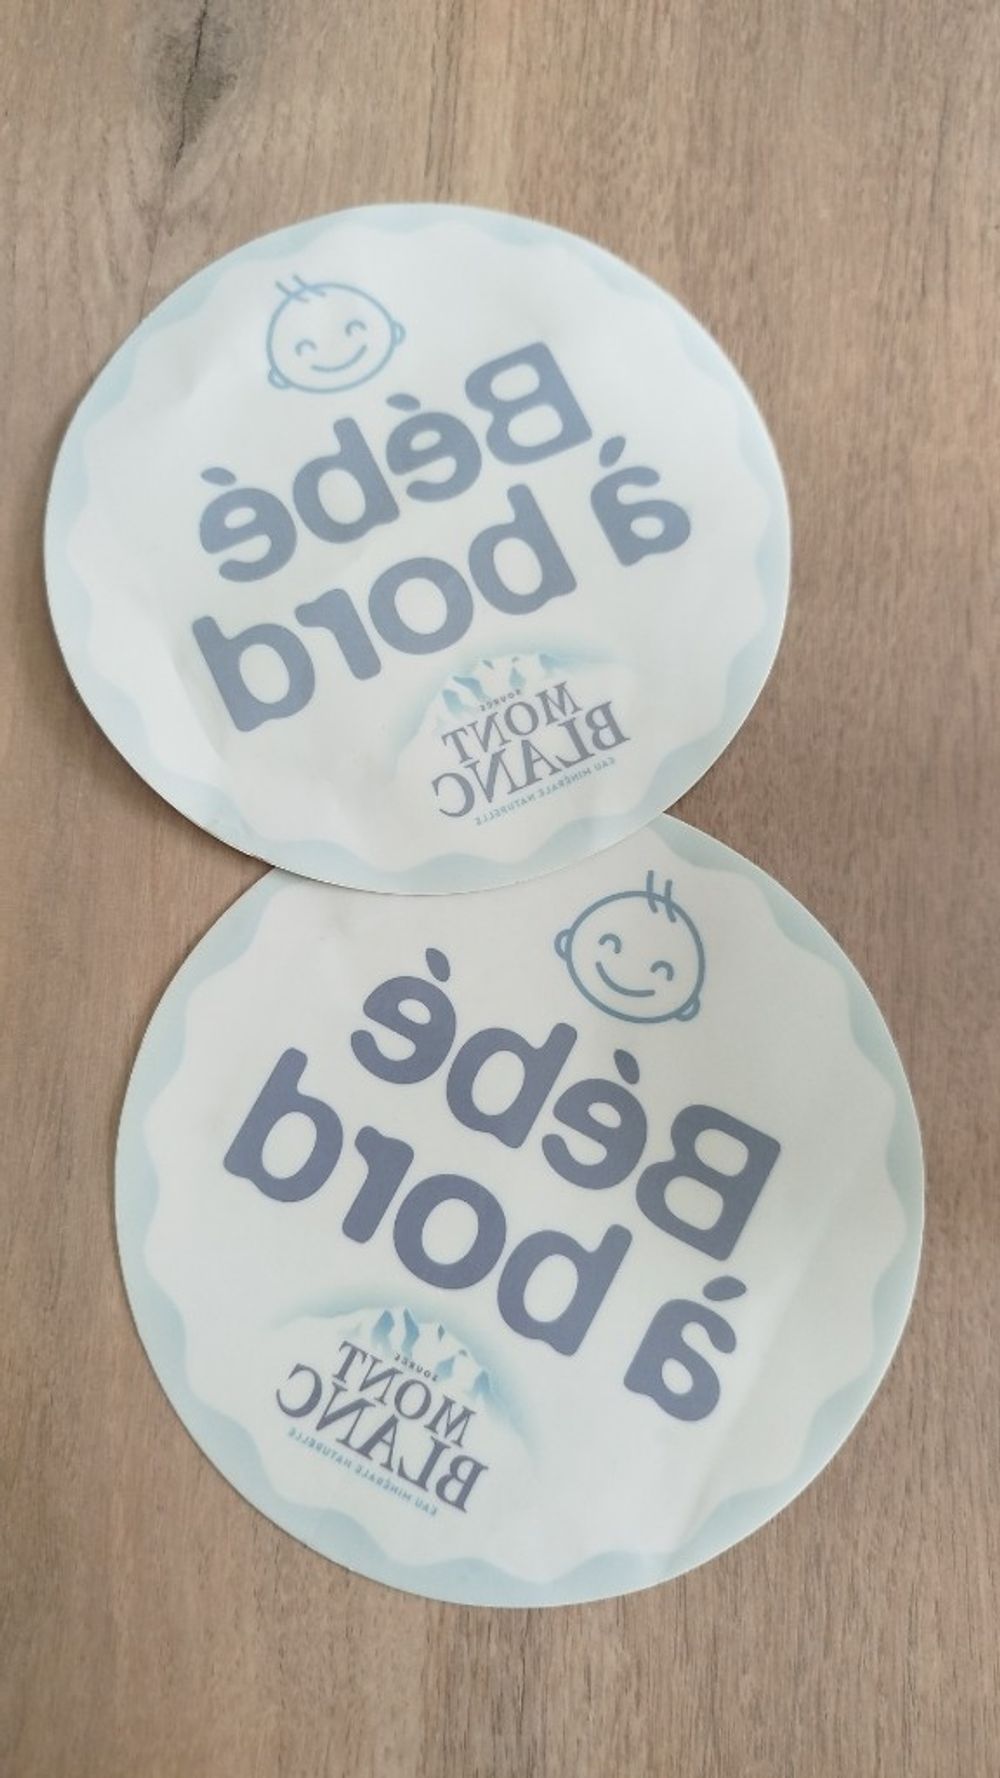 Bébé
à bord
SOURCE
MONT
BLANC
EAU MINÉRALE NATURELLE
Bébé
à bord
SOURCE
MONT
BLANC
EAU MINÉRALE NATURELLE